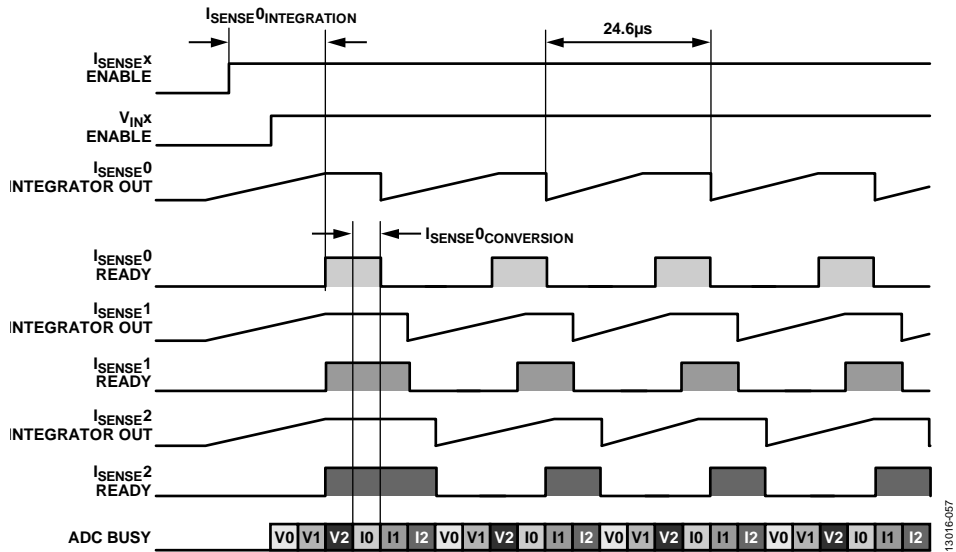 ISENSE0INTEGRATION
24.6µs
ISENSEx
ENABLE
VINx
ENABLE
ISENSE0
INTEGRATOR OUT
ISENSE0CONVERSION
ISENSE0
READY
ISENSE1
INTEGRATOR OUT
ISENSE1
READY
ISENSE2
INTEGRATOR OUT
ISENSE2
READY
ADC BUSY
V0 V1 V2 I0 I1 I2 V0 V1 V2 I0 I1 I2 V0 V1 V2 I0 I1 I2 V0 V1 V2 I0 I1 I2
13016-057